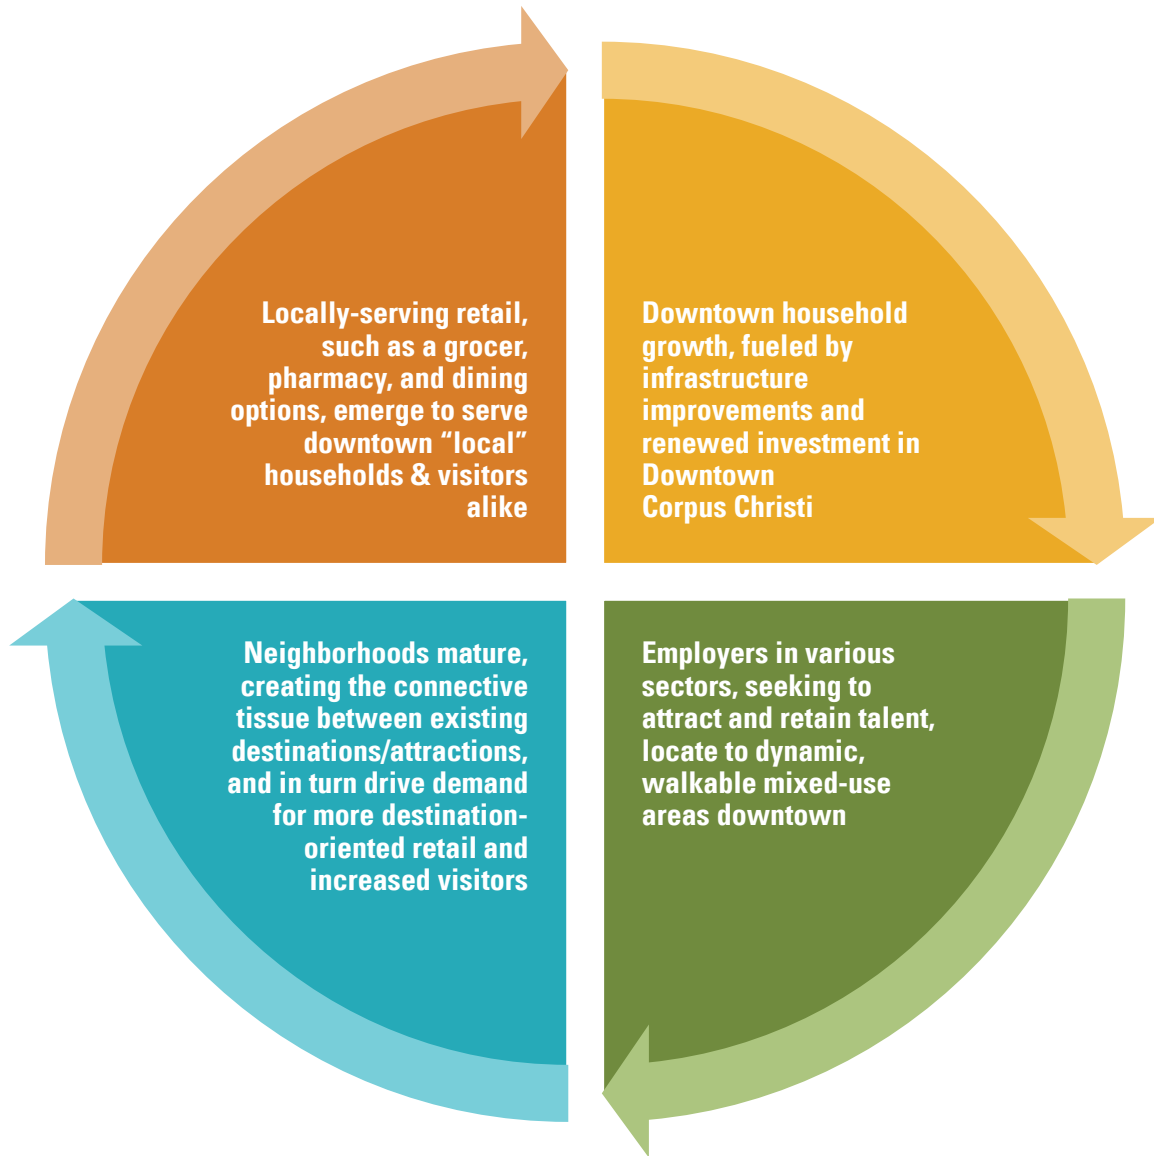 Locally-serving retail,
such as a grocer,
pharmacy, and dining
options, emerge to serve
downtown “local”
households & visitors
alike
Downtown household
growth, fueled by
infrastructure
improvements and
renewed investment in
Downtown
Corpus Christi
Neighborhoods mature,
creating the connective
tissue between existing
destinations/attractions,
and in turn drive demand
for more destination-
oriented retail and
increased visitors
Employers in various
sectors, seeking to
attract and retain talent,
locate to dynamic,
walkable mixed-use
areas downtown